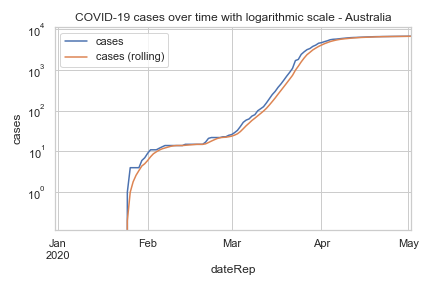 COVID-19 cases over time with logarithmic scale - Australia
cases
cases (rolling)
10^4
10^3
10^2
10^1
10^0
cases
Jan Feb Mar Apr May
2020
dateRep